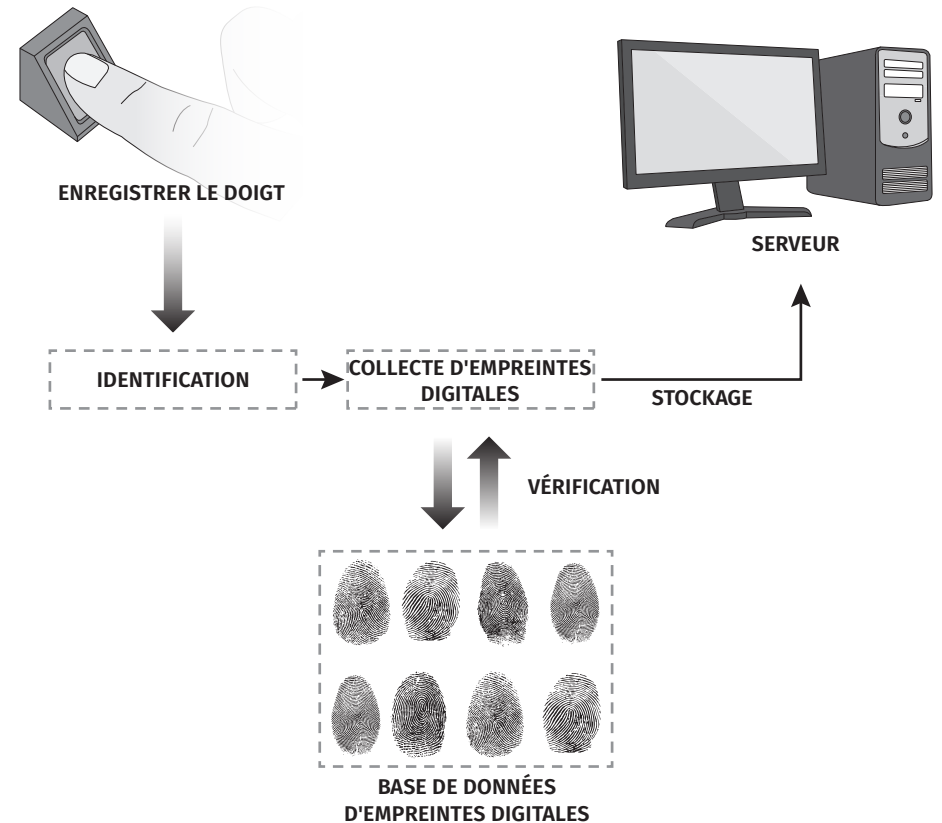 ENREGISTRER LE DOIGT
SERVEUR
IDENTIFICATION
COLLECTE D'EMPREINTES
DIGITALES
STOCKAGE
VÉRIFICATION
BASE DE DONNÉES
D'EMPREINTES DIGITALES